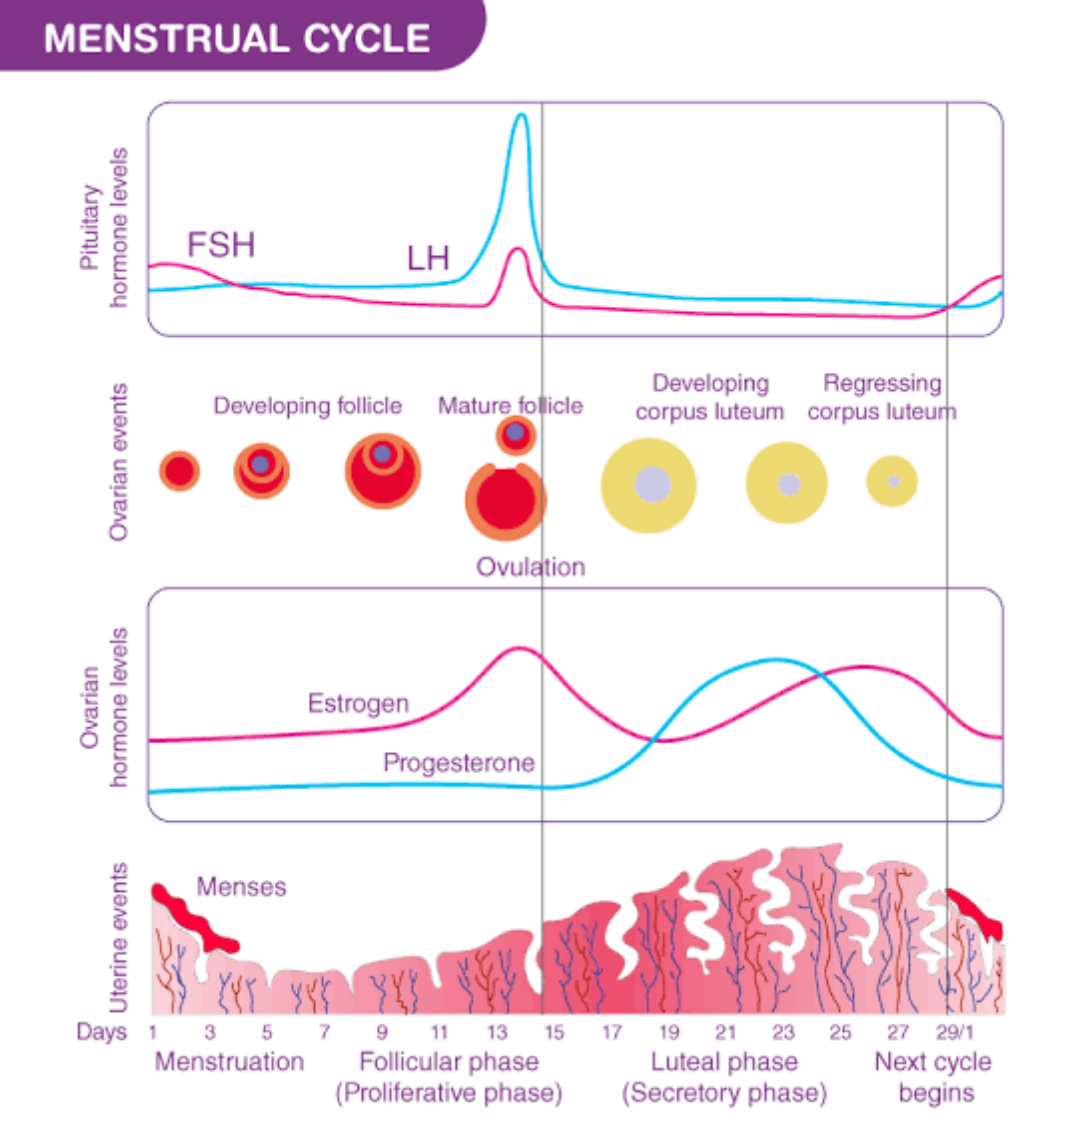 MENSTRUAL CYCLE
Pituitary
hormone levels
FSH
LH
Ovarian events
Developing follicle
Mature follicle
Developing
corpus luteum
Regressing
corpus luteum
Ovulation
Ovarian
hormone levels
Estrogen
Progesterone
Uterine events
Menses
Days 1 3 5 7 9 11 13 15 17 19 21 23 25 27 29/1
Menstruation
Follicular phase
(Proliferative phase)
Luteal phase
(Secretory phase)
Next cycle
begins